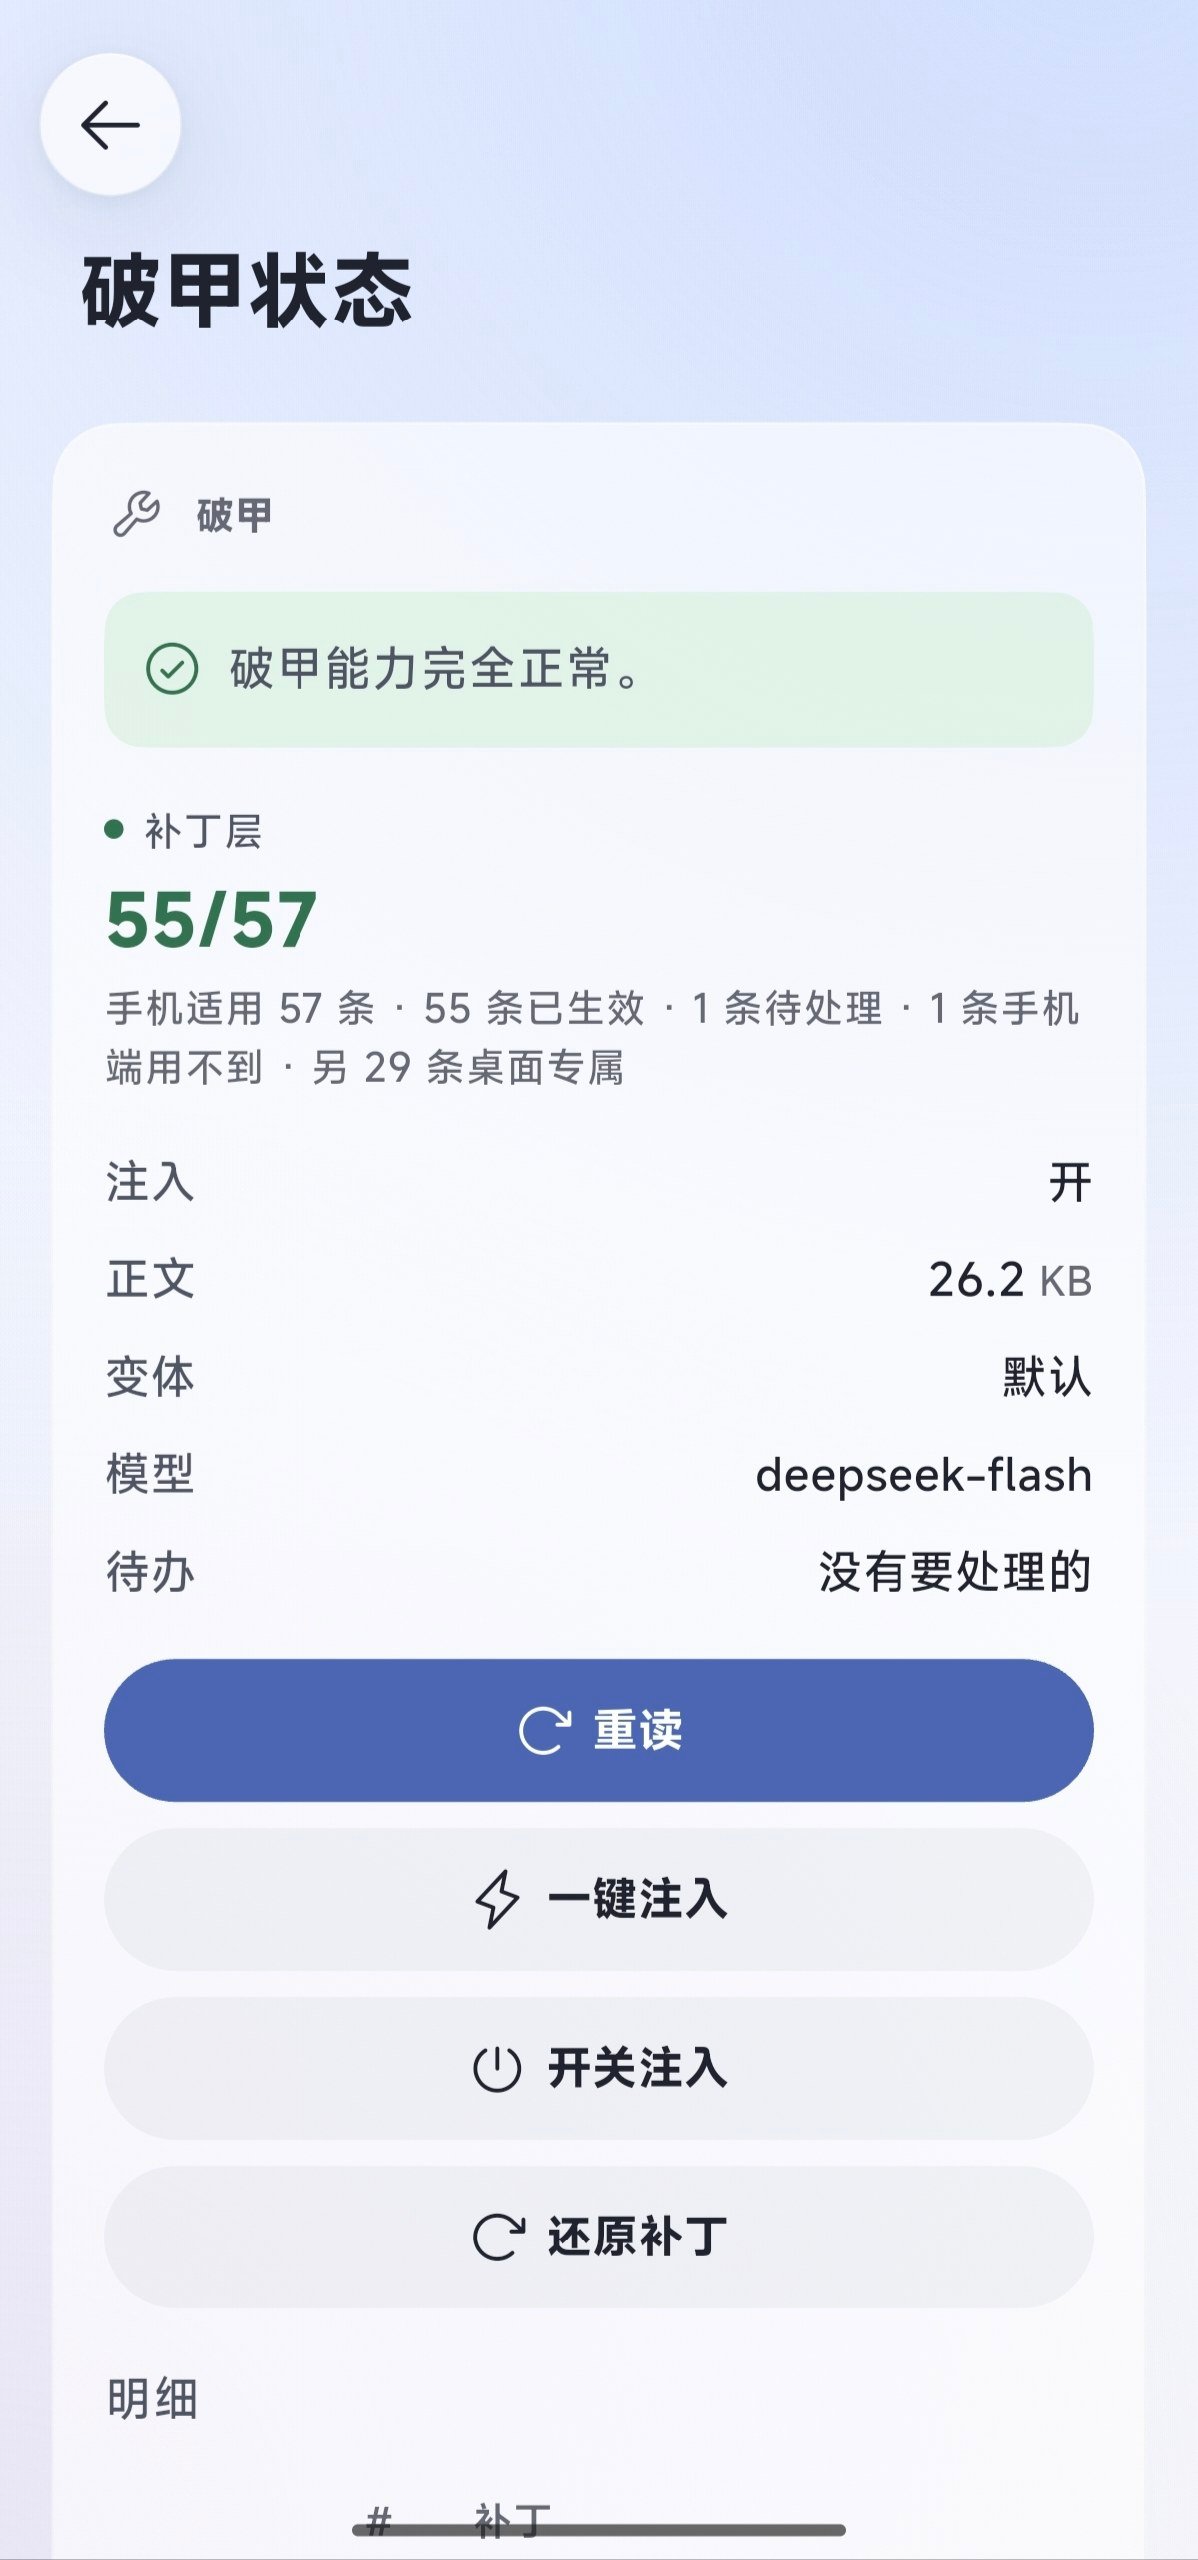 破甲状态
破甲
破甲能力完全正常。
补丁层
55/57
手机适用 57 条 · 55 条已生效 · 1 条待处理 · 1 条手机
端用不到 · 另 29 条桌面专属
注入 开
正文 26.2 KB
变体 默认
模型 deepseek-flash
待办 没有要处理的
重读
一键注入
开关注入
还原补丁
明细
# 补丁